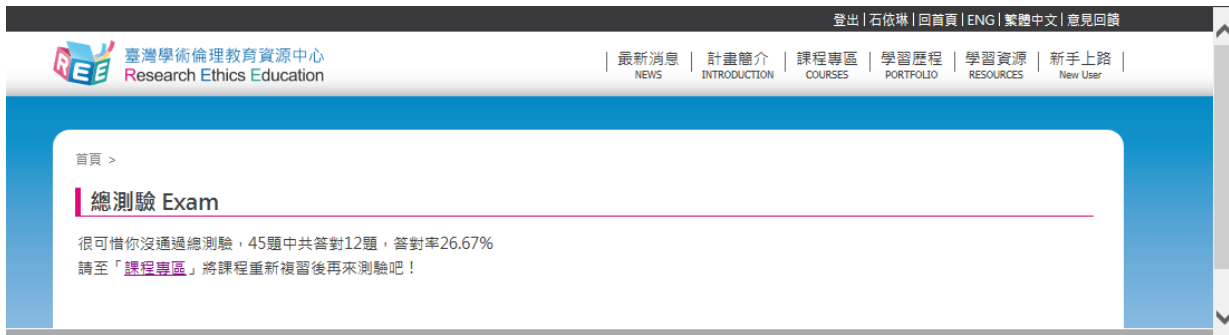 登出 | 石依琳 | 回首頁 | ENG | 繁體中文 | 意見回饋
REE
臺灣學術倫理教育資源中心
Research Ethics Education
最新消息 | 計畫簡介 | 課程專區 | 學習歷程 | 學習資源 | 新手上路
NEWS INTRODUCTION COURSES PORTFOLIO RESOURCES New User
首頁 >
總測驗 Exam
很可惜你沒通過總測驗，45題中共答對12題，答對率26.67%
請至「課程專區」將課程重新複習後再來測驗吧！